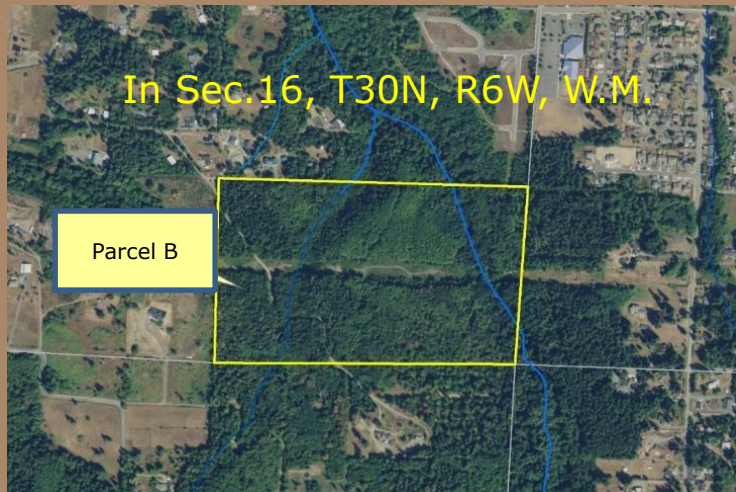 In Sec.16, T30N, R6W, W.M.
Parcel B